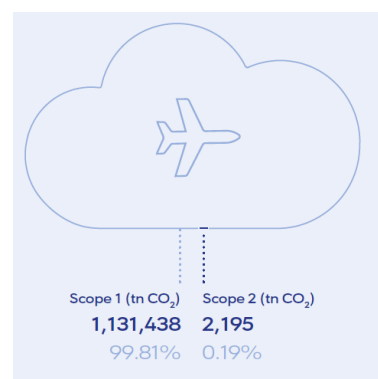 Scope 1 (tn CO₂) Scope 2 (tn CO₂)
1,131,438 2,195
99.81% 0.19%